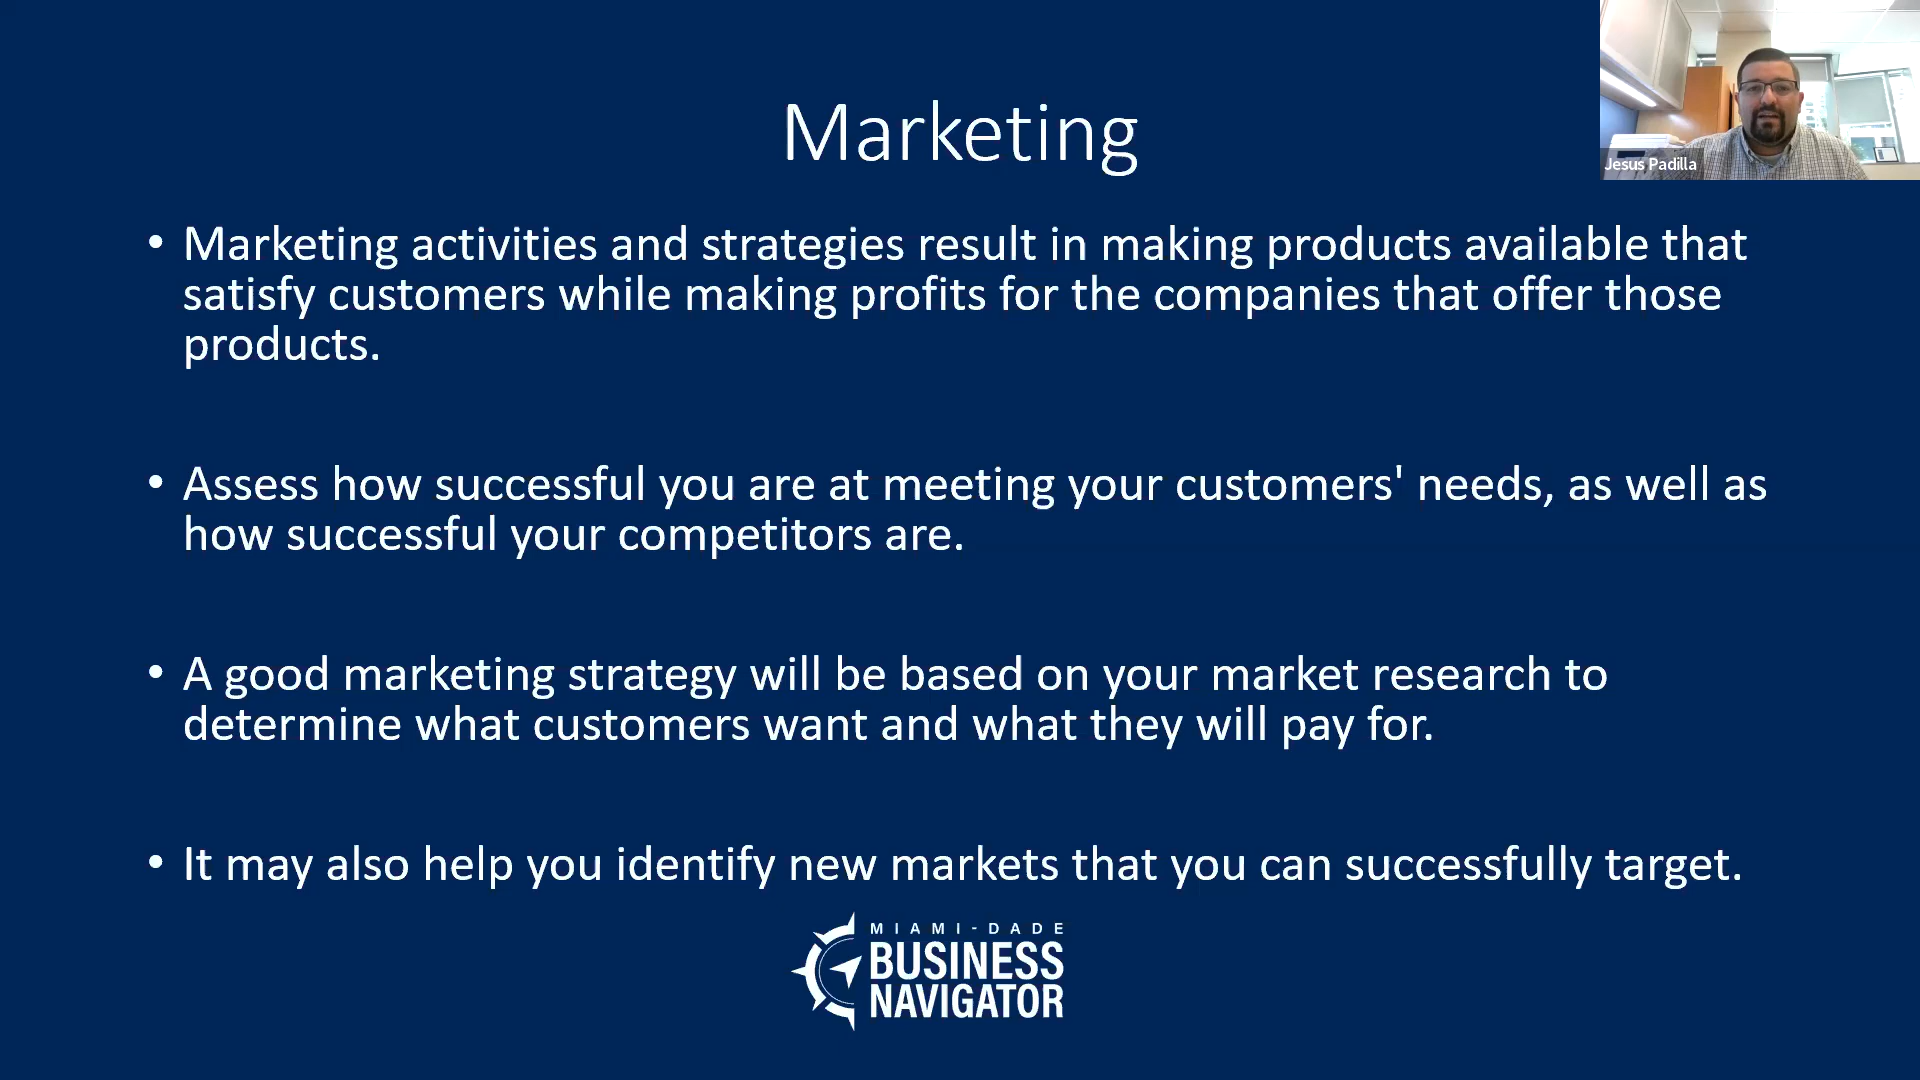 Marketing
Jesus Padilla
• Marketing activities and strategies result in making products available that
satisfy customers while making profits for the companies that offer those
products.
• Assess how successful you are at meeting your customers' needs, as well as
how successful your competitors are.
• A good marketing strategy will be based on your market research to
determine what customers want and what they will pay for.
• It may also help you identify new markets that you can successfully target.
MIAMI-DADE
BUSINESS
NAVIGATOR